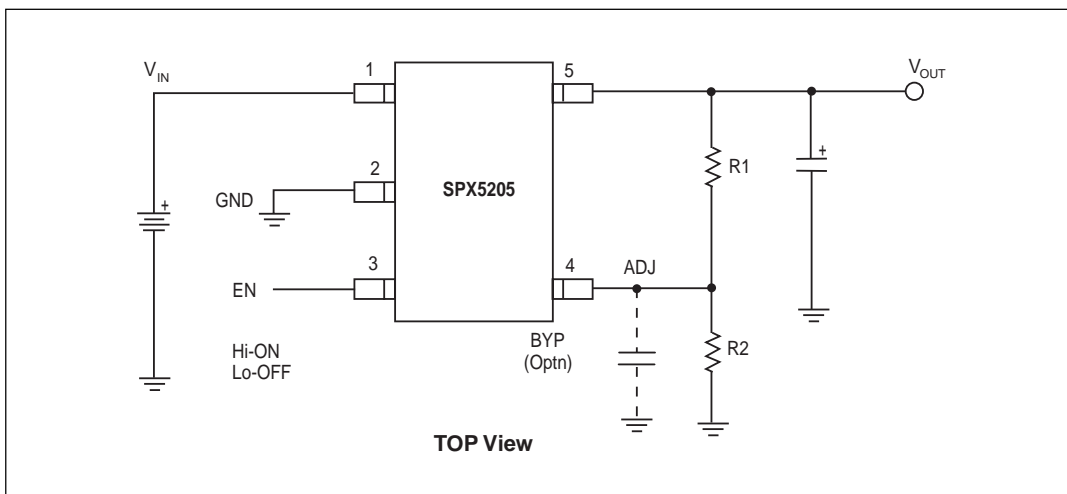 V_IN
1
5
V_OUT
2
SPX5205
R1
GND
3
4
ADJ
EN
BYP
(Optn)
R2
Hi-ON
Lo-OFF
TOP View
+
+